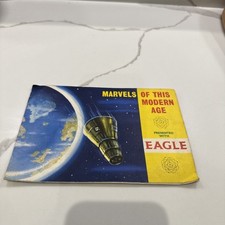 MARVELS OF THIS
MODERN
AGE
PRESENTED
WITH
EAGLE